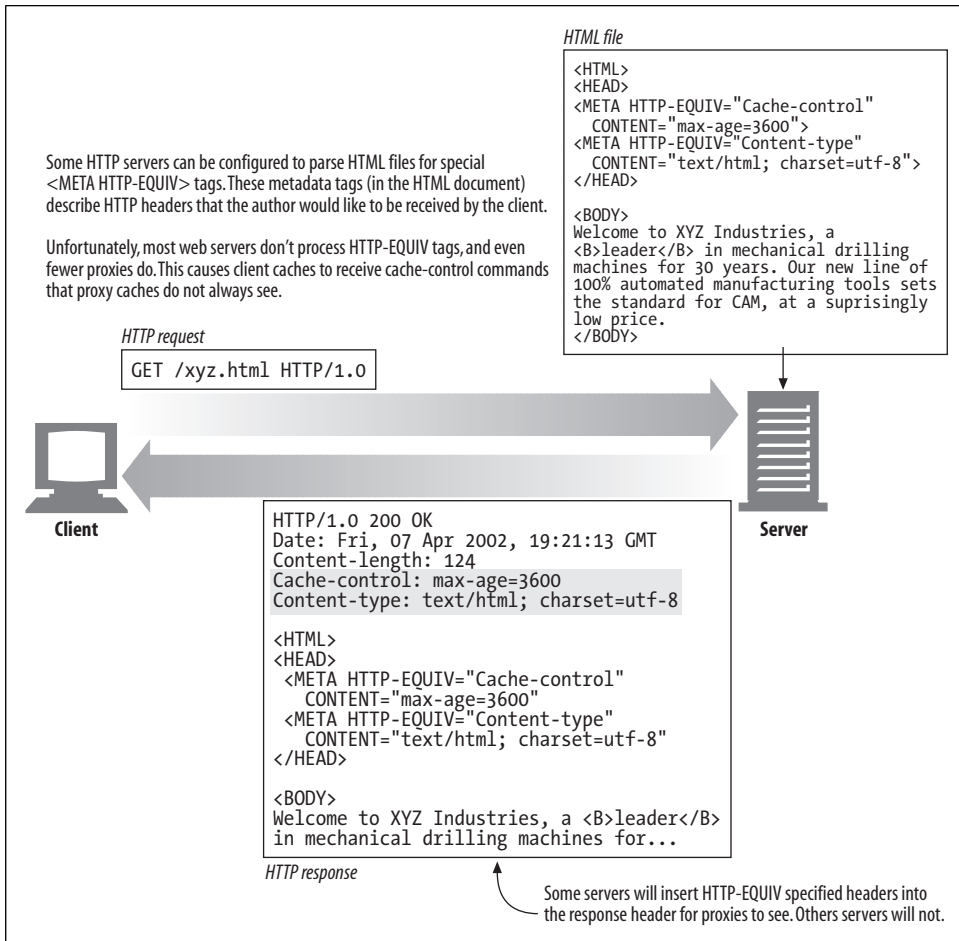 HTML file
<HTML>
<HEAD>
<META HTTP-EQUIV="Cache-control"
CONTENT="max-age=3600">
<META HTTP-EQUIV="Content-type"
CONTENT="text/html; charset=utf-8">
</HEAD>
<BODY>
Welcome to XYZ Industries, a
<B>leader</B> in mechanical drilling
machines for 30 years. Our new line of
100% automated manufacturing tools sets
the standard for CAM, at a suprisingly
low price.
</BODY>
Some HTTP servers can be configured to parse HTML files for special
<META HTTP-EQUIV> tags. These metadata tags (in the HTML document)
describe HTTP headers that the author would like to be received by the client.
Unfortunately, most web servers don't process HTTP-EQUIV tags, and even
fewer proxies do. This causes client caches to receive cache-control commands
that proxy caches do not always see.
HTTP request
GET /xyz.html HTTP/1.0
Client
Server
HTTP/1.0 200 OK
Date: Fri, 07 Apr 2002, 19:21:13 GMT
Content-length: 124
Cache-control: max-age=3600
Content-type: text/html; charset=utf-8
<HTML>
<HEAD>
<META HTTP-EQUIV="Cache-control"
CONTENT="max-age=3600"
<META HTTP-EQUIV="Content-type"
CONTENT="text/html; charset=utf-8"
</HEAD>
<BODY>
Welcome to XYZ Industries, a <B>leader</B>
in mechanical drilling machines for...
HTTP response
Some servers will insert HTTP-EQUIV specified headers into
the response header for proxies to see. Others servers will not.